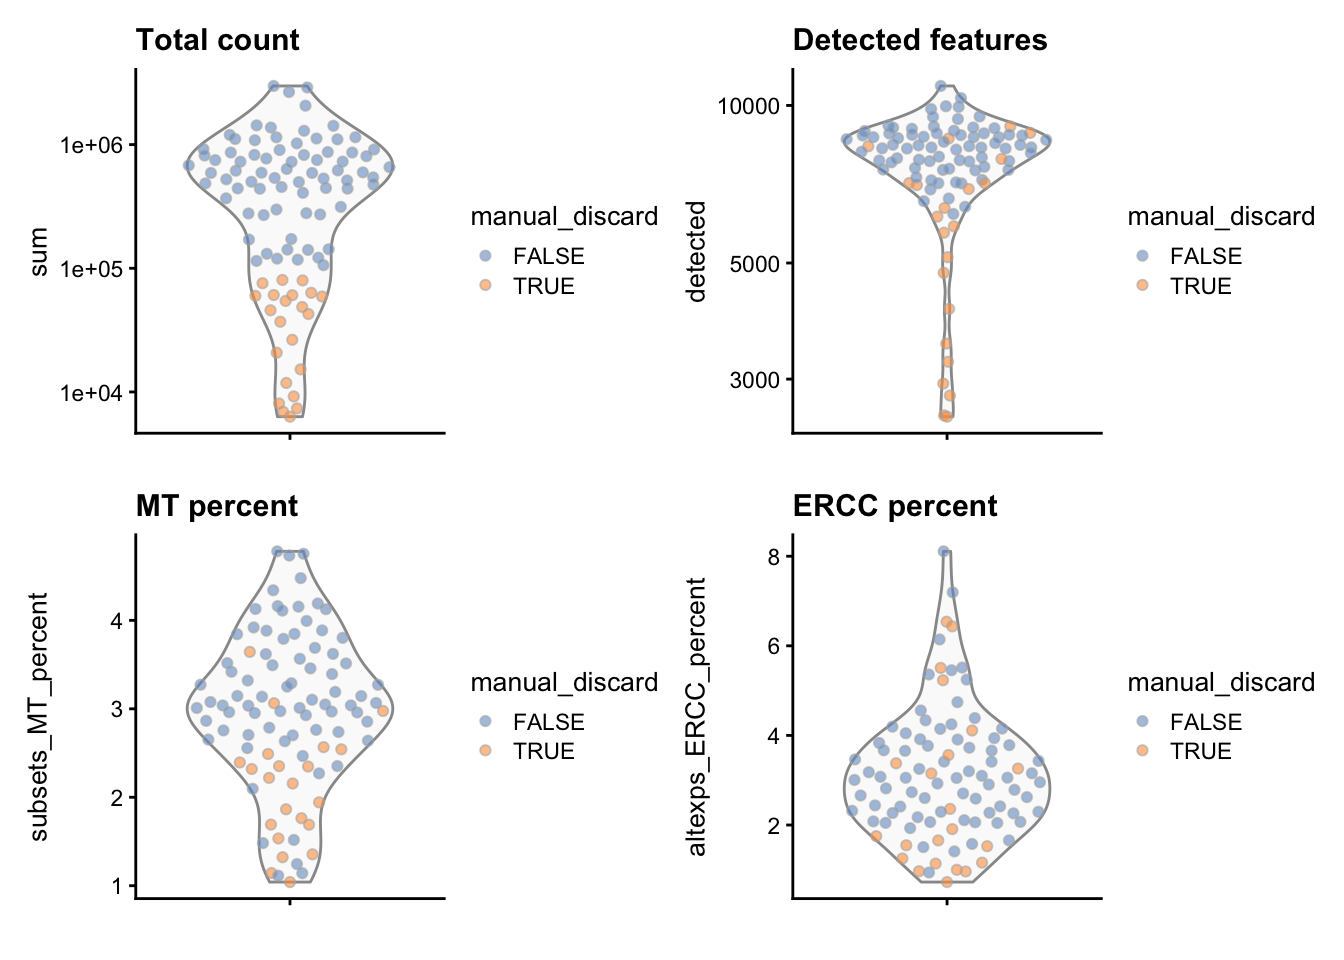 Total count
sum
1e+06
1e+05
1e+04
manual_discard
FALSE
TRUE
Detected features
detected
10000
5000
3000
manual_discard
FALSE
TRUE
MT percent
subsets_MT_percent
4
3
2
1
manual_discard
FALSE
TRUE
ERCC percent
altexps_ERCC_percent
8
6
4
2
manual_discard
FALSE
TRUE